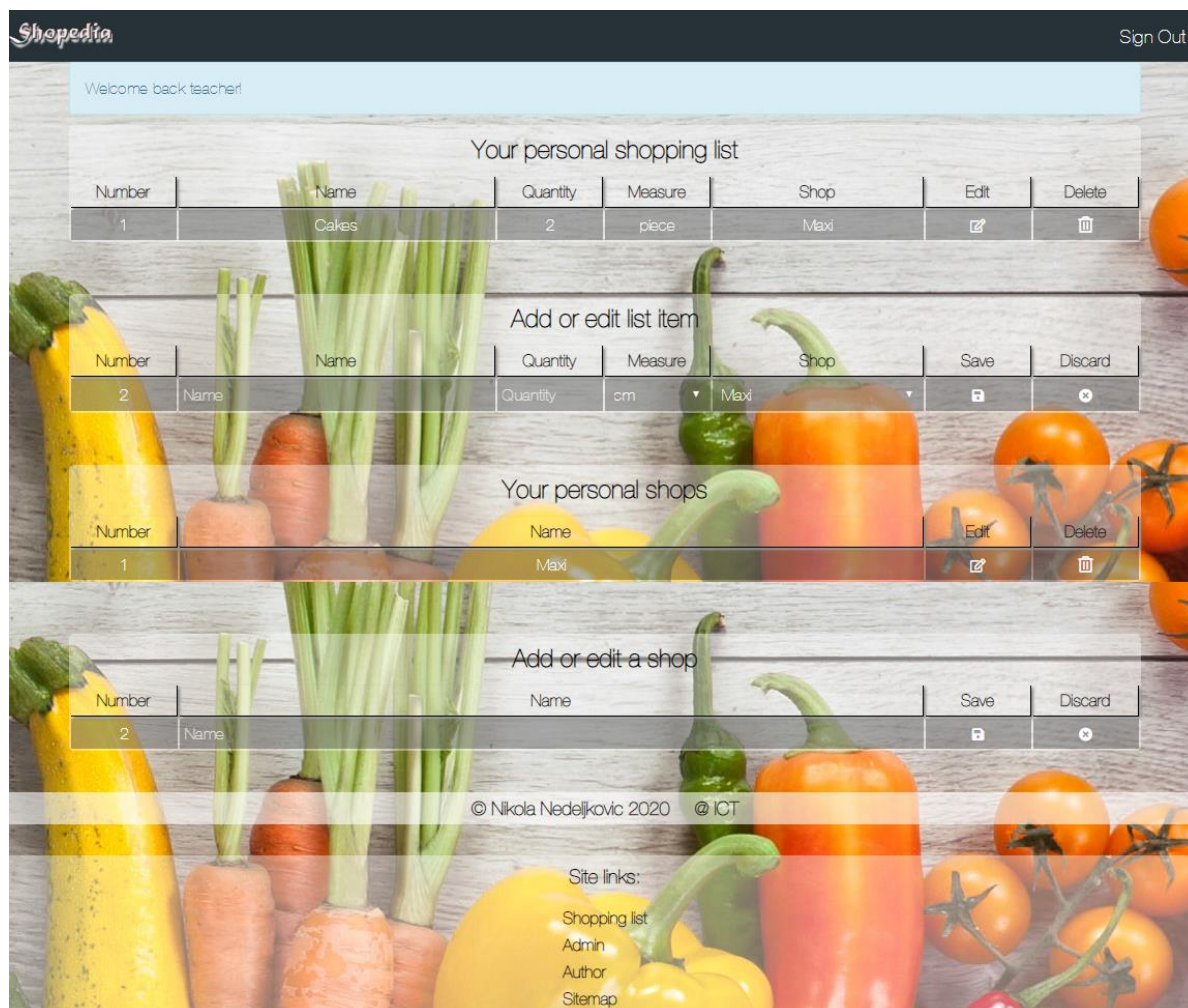 Shopedia Sign Out
Welcome back teacher!
Your personal shopping list
Number Name Quantity Measure Shop Edit Delete
1 Cakes 2 piece Maxi
Add or edit list item
Number Name Quantity Measure Shop Save Discard
2 Name Quantity cm Maxi
Your personal shops
Number Name Edit Delete
1 Maxi
Add or edit a shop
Number Name Save Discard
2 Name
© Nikola Nedeljkovic 2020 @ ICT
Site links:
Shopping list
Admin
Author
Sitemap